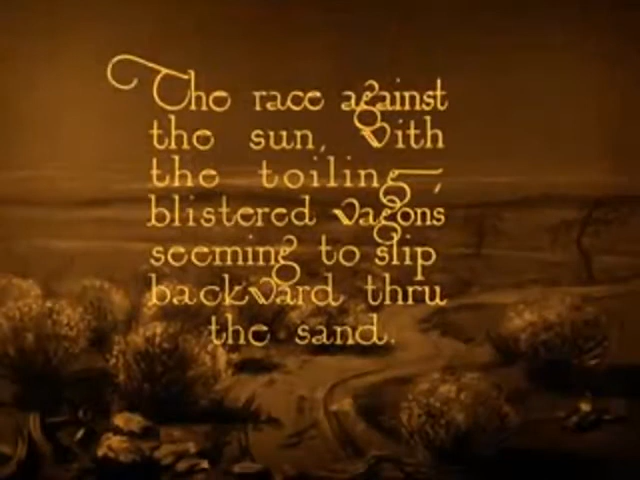 The race against
the sun, with
the toiling,
blistered wagons
seeming to slip
backward thru
the sand.